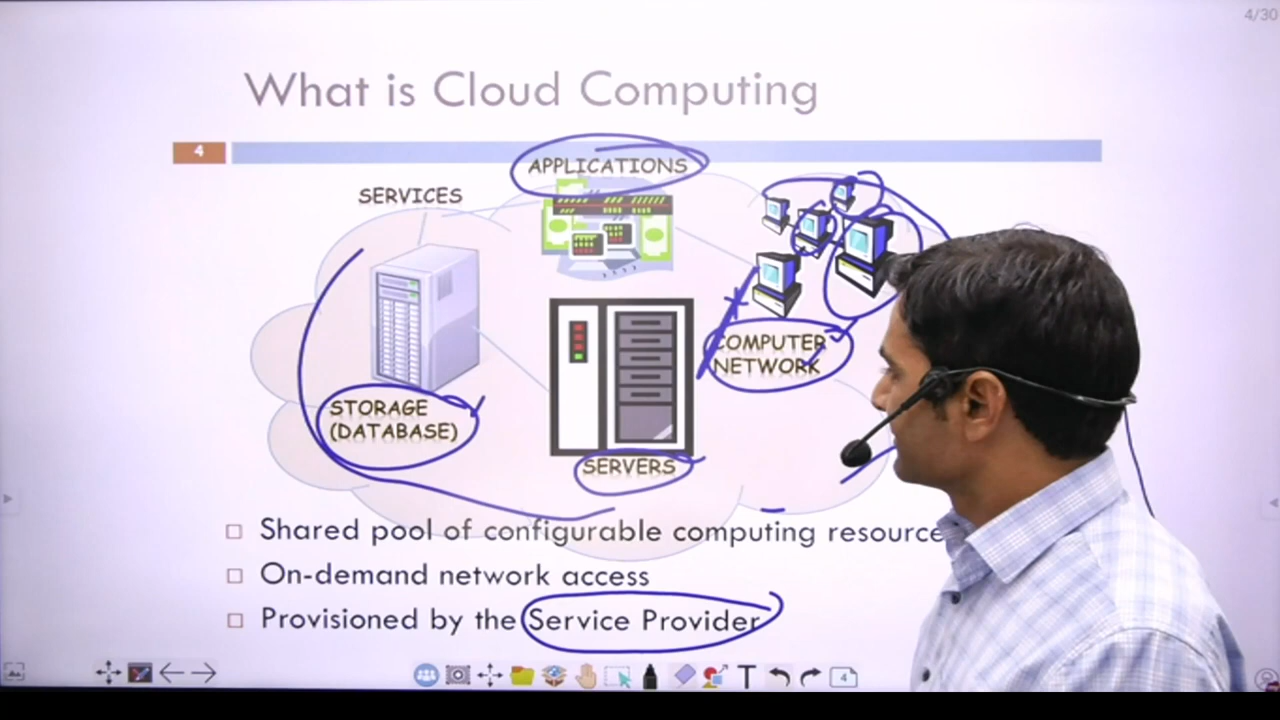 4/30
What is Cloud Computing
4
APPLICATIONS
SERVICES
COMPUTER
NETWORK
STORAGE
(DATABASE)
SERVERS
Shared pool of configurable computing resource
On-demand network access
Provisioned by the Service Provider
T
4